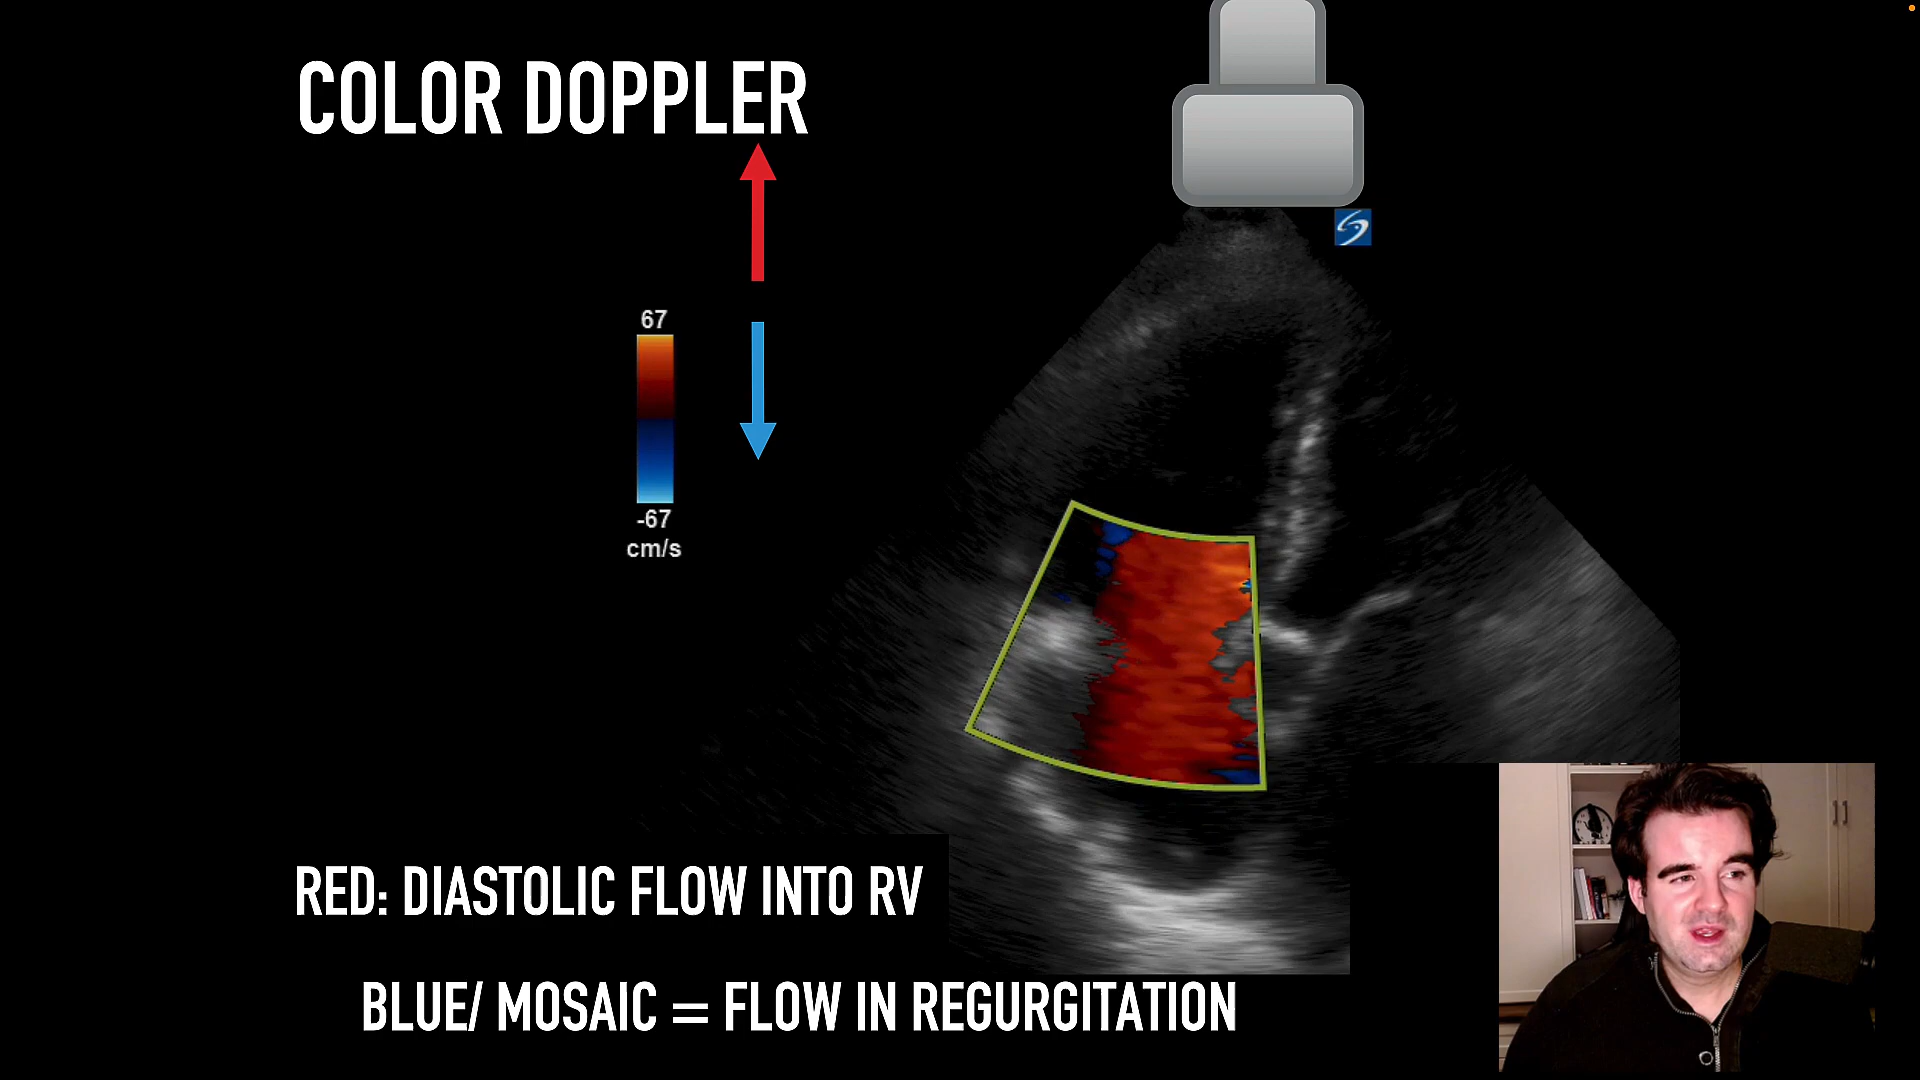 COLOR DOPPLER
67
-67
cm/s
RED: DIASTOLIC FLOW INTO RV
BLUE/ MOSAIC = FLOW IN REGURGITATION